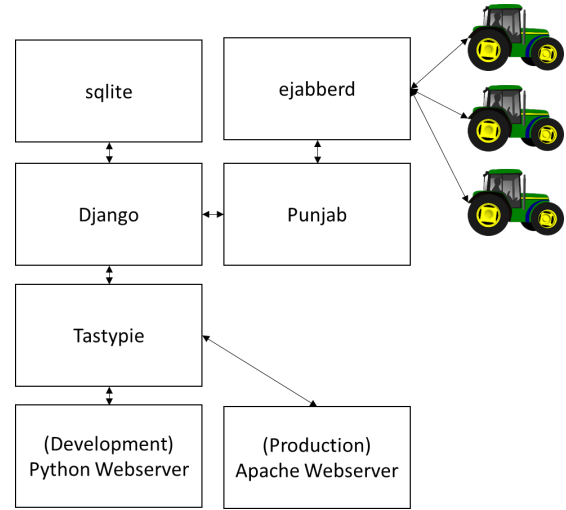 sqlite
ejabberd
Django
Punjab
Tastypie
(Development)
Python Webserver
(Production)
Apache Webserver